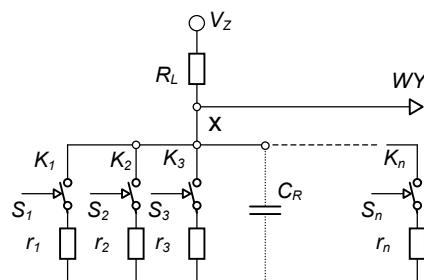 V_Z
R_L
WY
X
K_1 K_2 K_3 K_n
C_R
S_1 S_2 S_3 S_n
r_1 r_2 r_3 r_n